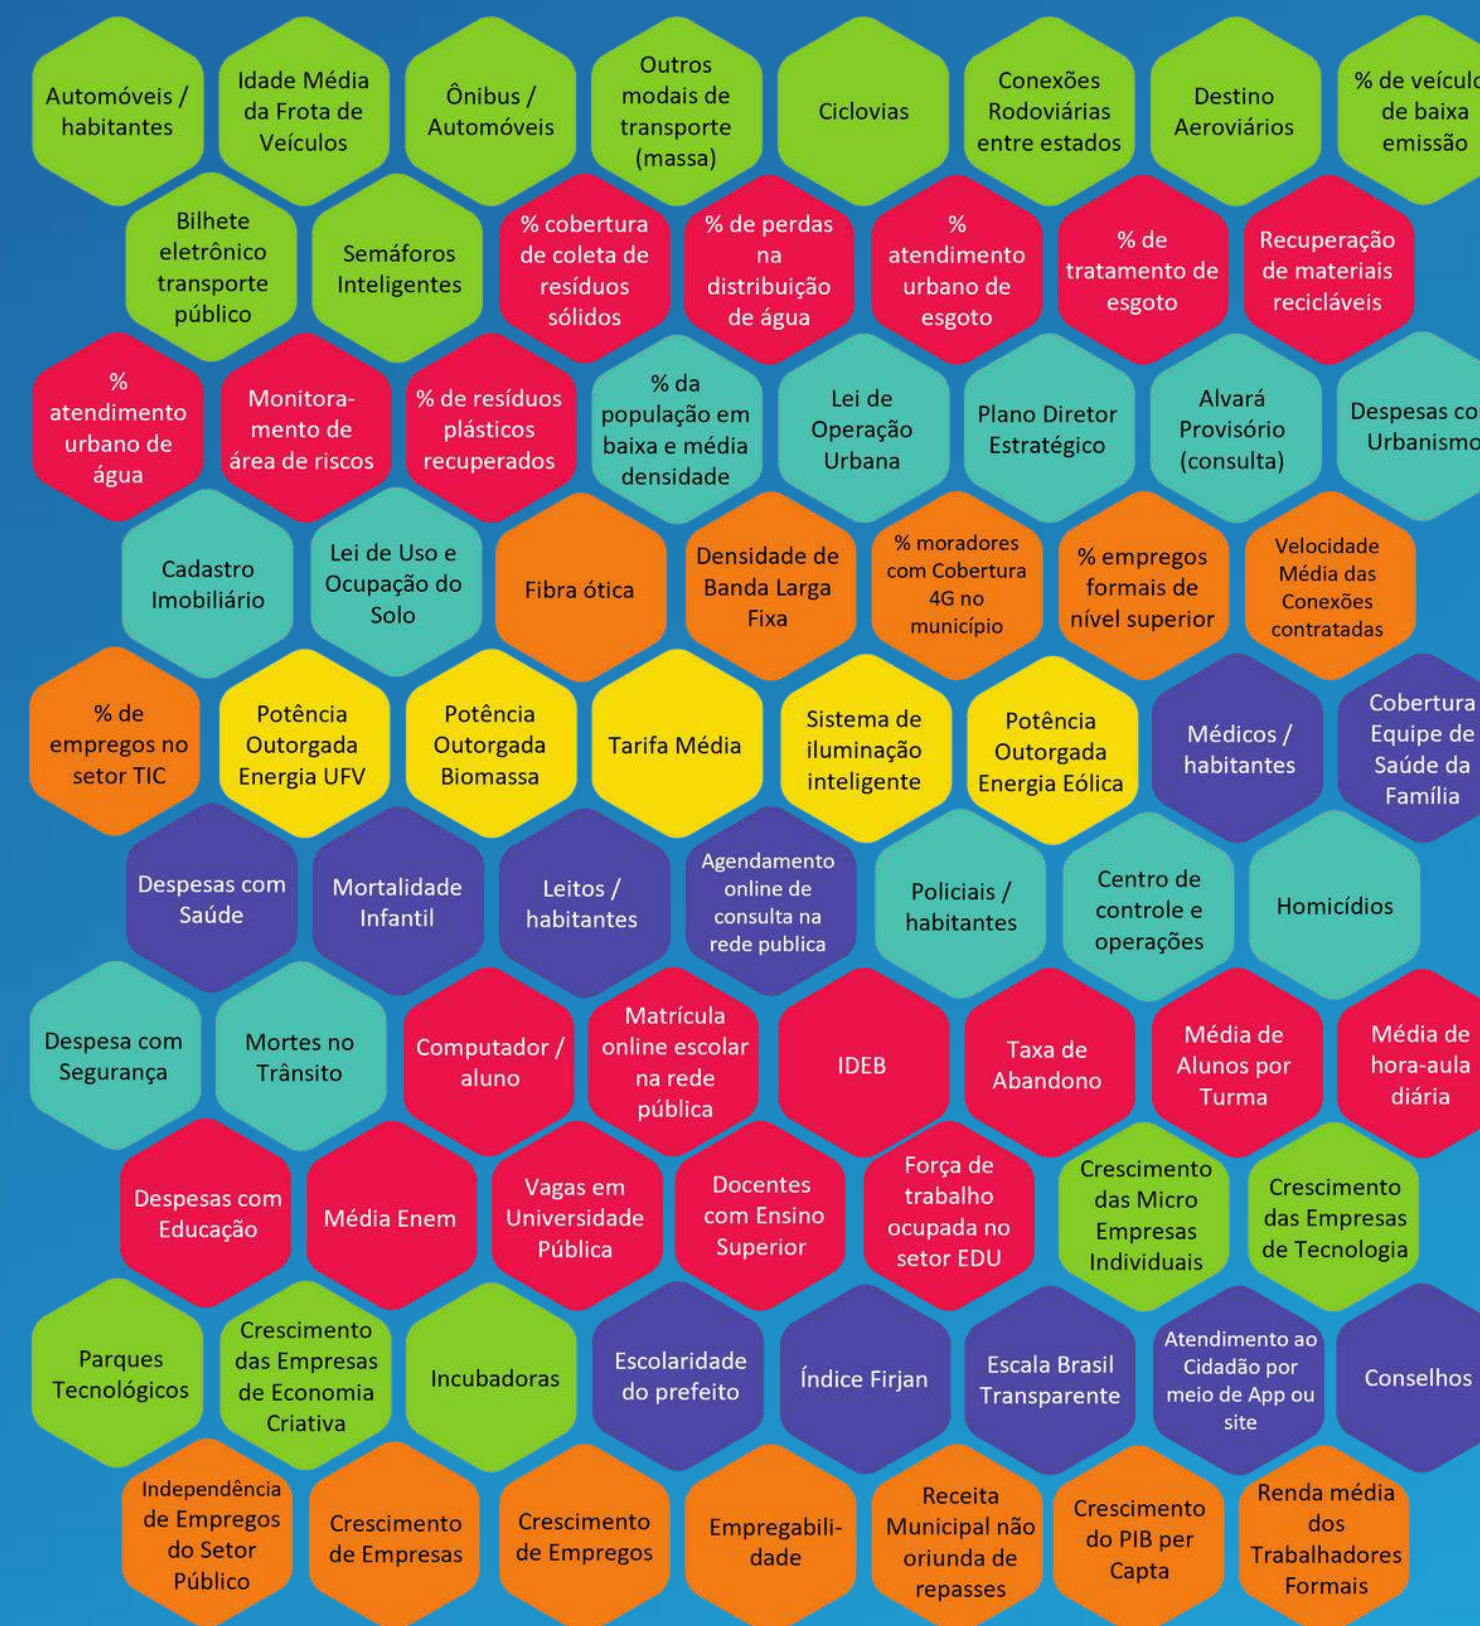 Automóveis /
habitantes
Idade Média
da Frota de
Veículos
Ônibus /
Automóveis
Outros
modais de
transporte
(massa)
Ciclovias
Conexões
Rodoviárias
entre estados
Destino
Aeroviários
% de veículo
de baixa
emissão
Bilhete
eletrônico
transporte
público
Semáforos
Inteligentes
% cobertura
de coleta de
resíduos
sólidos
% de perdas
na
distribuição
de água
%
atendimento
urbano de
esgoto
% de
tratamento de
esgoto
Recuperação
de materiais
recicláveis
%
atendimento
urbano de
água
Monitora-
mento de
área de riscos
% de resíduos
plásticos
recuperados
% da
população em
baixa e média
densidade
Lei de
Operação
Urbana
Plano Diretor
Estratégico
Alvará
Provisório
(consulta)
Despesas co
Urbanismo
Cadastro
Imobiliário
Lei de Uso e
Ocupação do
Solo
Fibra ótica
Densidade de
Banda Larga
Fixa
% moradores
com Cobertura
4G no
município
% empregos
formais de
nível superior
Velocidade
Média das
Conexões
contratadas
% de
empregos no
setor TIC
Potência
Outorgada
Energia UFV
Potência
Outorgada
Biomassa
Tarifa Média
Sistema de
iluminação
inteligente
Potência
Outorgada
Energia Eólica
Médicos /
habitantes
Cobertura
Equipe de
Saúde da
Família
Despesas com
Saúde
Mortalidade
Infantil
Leitos /
habitantes
Agendamento
online de
consulta na
rede publica
Policiais /
habitantes
Centro de
controle e
operações
Homicídios
Despesa com
Segurança
Mortes no
Trânsito
Computador /
aluno
Matrícula
online escolar
na rede
pública
IDEB
Taxa de
Abandono
Média de
Alunos por
Turma
Média de
hora-aula
diária
Despesas com
Educação
Média Enem
Vagas em
Universidade
Pública
Docentes
com Ensino
Superior
Força de
trabalho
ocupada no
setor EDU
Crescimento
das Micro
Empresas
Individuais
Crescimento
das Empresas
de Tecnologia
Parques
Tecnológicos
Crescimento
das Empresas
de Economia
Criativa
Incubadoras
Escolaridade
do prefeito
Índice Firjan
Escala Brasil
Transparente
Atendimento ao
Cidadão por
meio de App ou
site
Conselhos
Independência
de Empregos
do Setor
Público
Crescimento
de Empresas
Crescimento
de Empregos
Empregabili-
dade
Receita
Municipal não
oriunda de
repasses
Crescimento
do PIB per
Capta
Renda média
dos
Trabalhadores
Formais